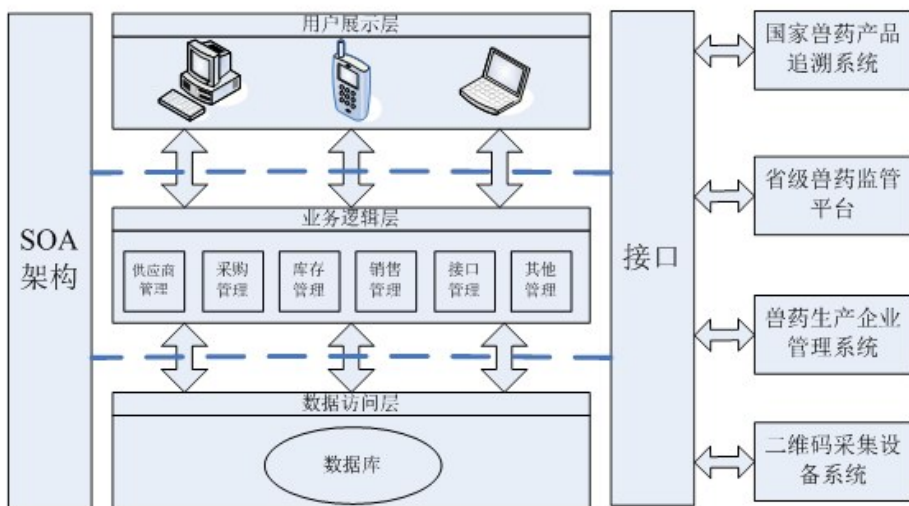 用户展示层
SOA
架构
业务逻辑层
供应商
管理
采购
管理
库存
管理
销售
管理
接口
管理
其他
管理
数据访问层
数据库
接口
国家兽药产品
追溯系统
省级兽药监管
平台
兽药生产企业
管理系统
二维码采集设
备系统